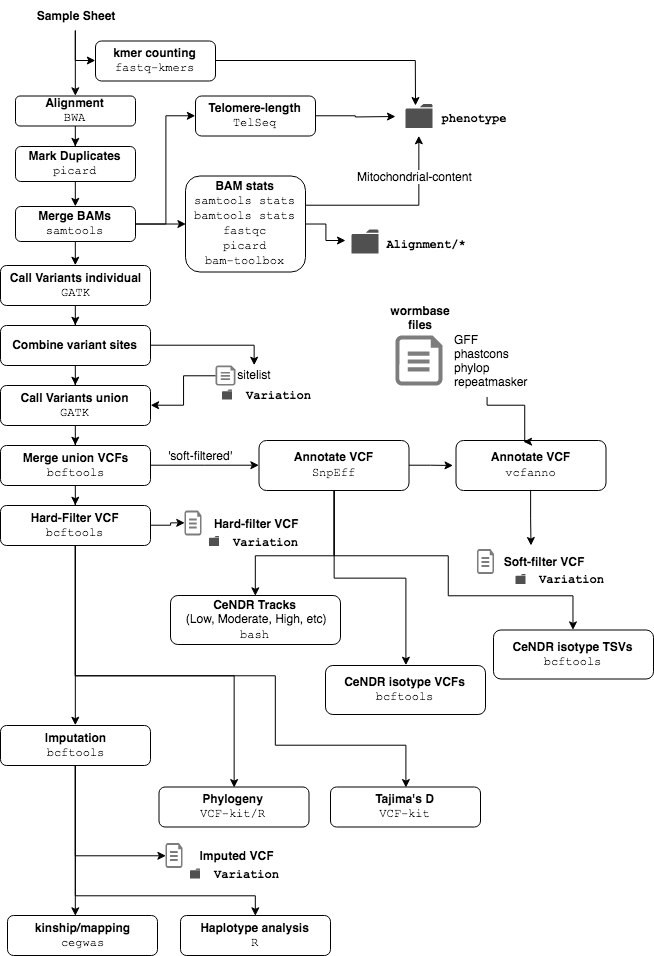 Sample Sheet
kmer counting
fastq-kmers
Alignment
BWA
Telomere-length
TelSeq
phenotype
Mark Duplicates
picard
Mitochondrial-content
BAM stats
samtools stats
bamtools stats
fastqc
picard
bam-toolbox
Merge BAMs
samtools
Alignment/*
Call Variants individual
GATK
wormbase
files
GFF
phastcons
phylop
repeatmasker
Combine variant sites
sitelist
Variation
Call Variants union
GATK
Merge union VCFs
bcftools
'soft-filtered'
Annotate VCF
SnpEff
Annotate VCF
vcfanno
Hard-Filter VCF
bcftools
Hard-filter VCF
Variation
Soft-filter VCF
Variation
CeNDR Tracks
(Low, Moderate, High, etc)
bash
CeNDR isotype TSVs
bcftools
CeNDR isotype VCFs
bcftools
Imputation
bcftools
Phylogeny
VCF-kit/R
Tajima's D
VCF-kit
Imputed VCF
Variation
kinship/mapping
cegwas
Haplotype analysis
R